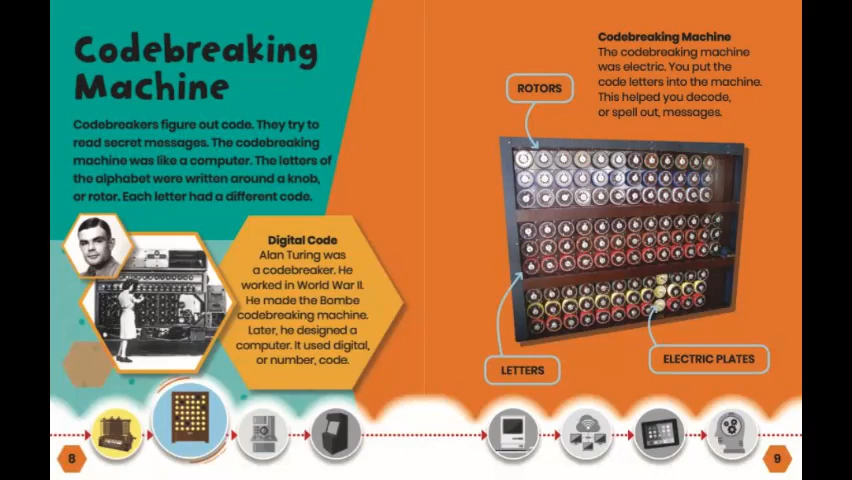 Codebreaking
Machine
Codebreakers figure out code. They try to
read secret messages. The codebreaking
machine was like a computer. The letters of
the alphabet were written around a knob,
or rotor. Each letter had a different code.
Digital Code
Alan Turing was
a codebreaker. He
worked in World War II.
He made the Bombe
codebreaking machine.
Later, he designed a
computer. It used digital,
or number, code.
8
Codebreaking Machine
The codebreaking machine
was electric. You put the
code letters into the machine.
This helped you decode,
or spell out, messages.
ROTORS
LETTERS
ELECTRIC PLATES
9